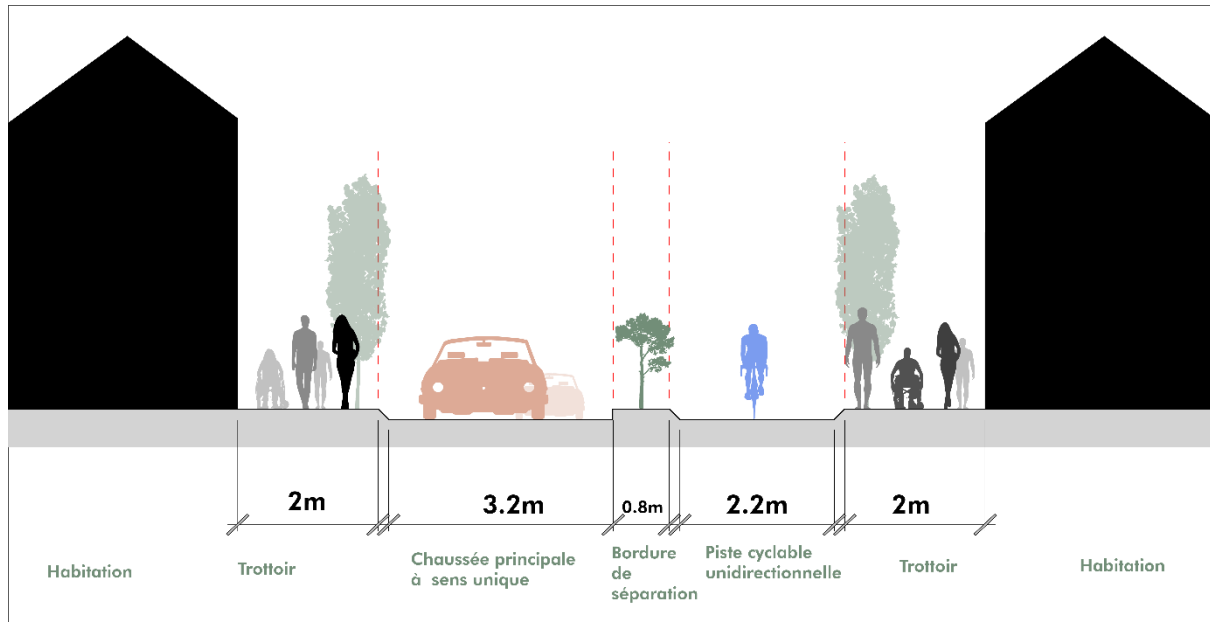 2m
3.2m
0.8m
2.2m
2m
Habitation
Trottoir
Chaussée principale
à sens unique
Bordure
de
séparation
Piste cyclable
unidirectionnelle
Trottoir
Habitation